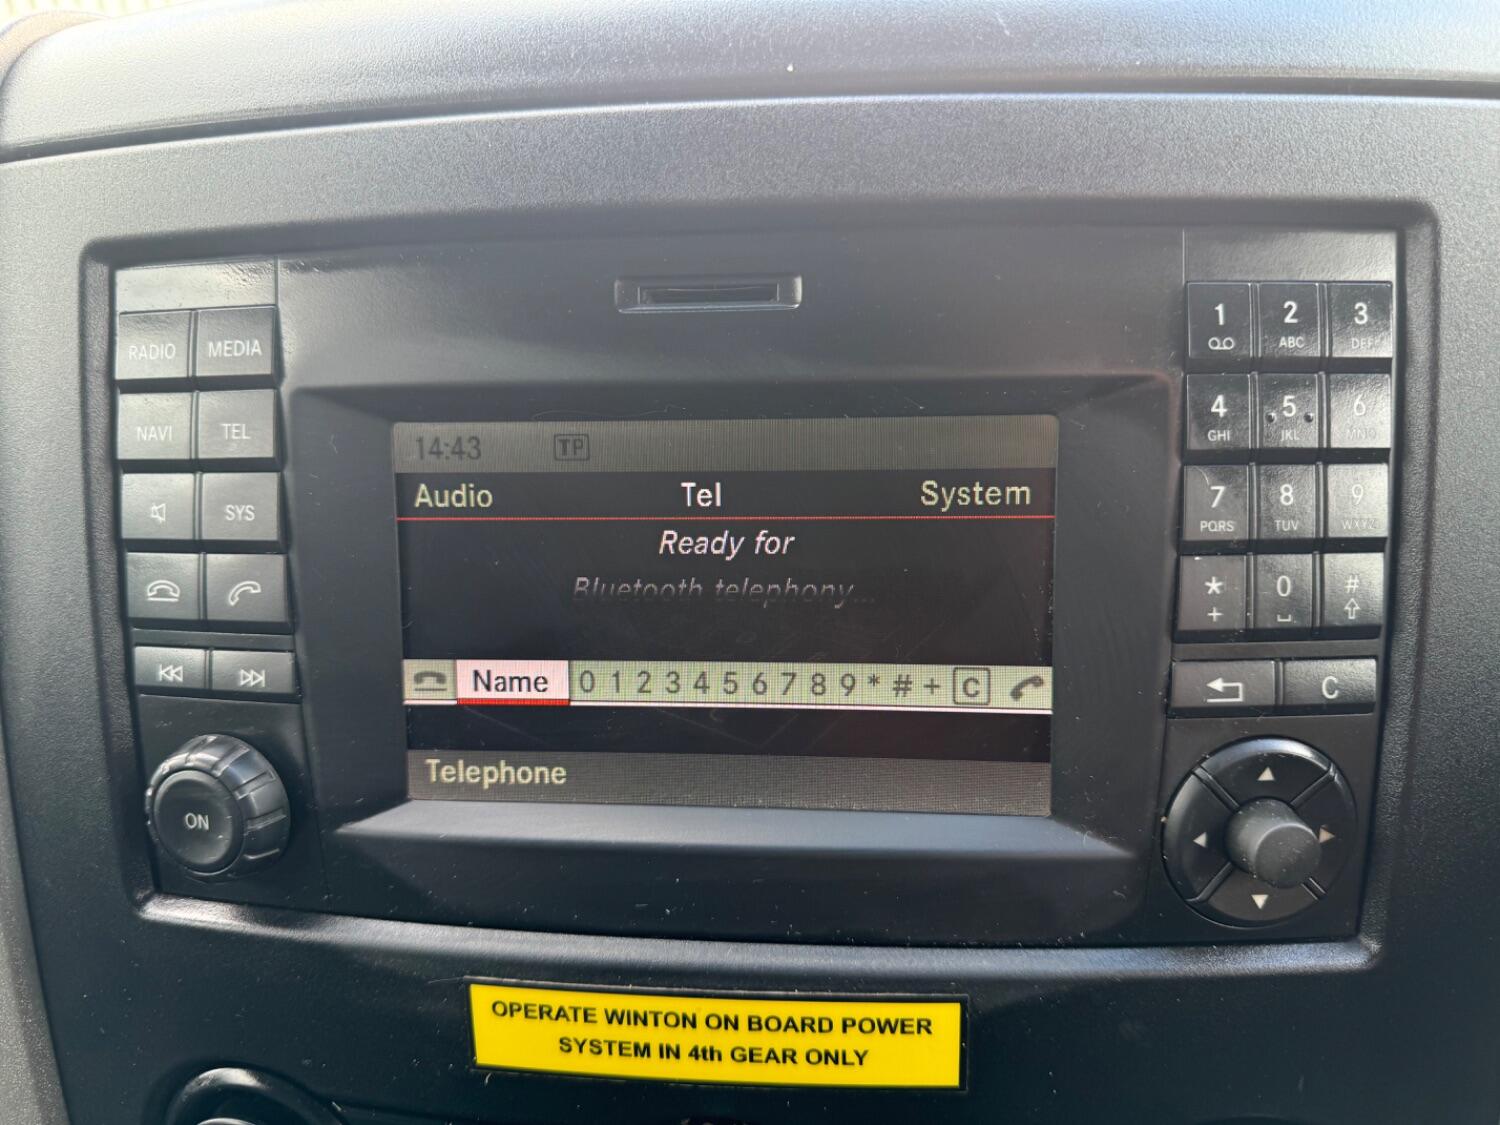 RADIO MEDIA
NAVI TEL
SYS
ON
14:43 TP
Audio Tel System
Ready for
Bluetooth telephony...
Name 0 1 2 3 4 5 6 7 8 9 * # + C
Telephone
1 2 3
ABC DEF
4 5 6
GHI JKL MNO
7 8 9
PQRS TUV WXYZ
* 0 #
+
C
OPERATE WINTON ON BOARD POWER
SYSTEM IN 4th GEAR ONLY